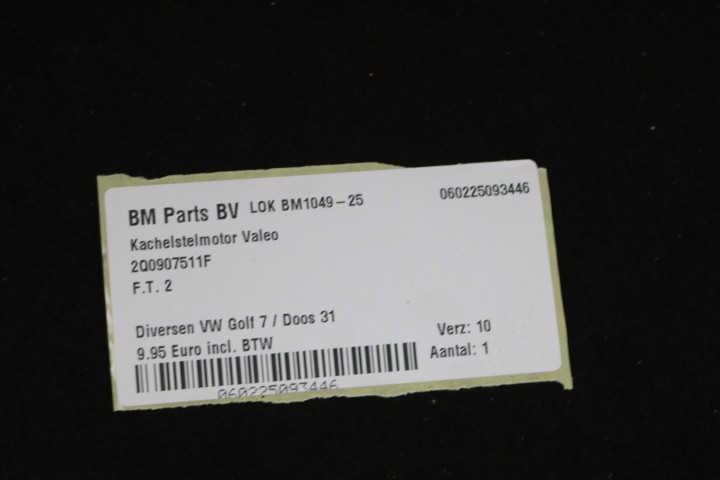 BM Parts BV LOK BM1049-25 060225093446
Kachelstelmotor Valeo
2Q0907511F
F.T. 2
Diversen VW Golf 7 / Doos 31
Verz: 10
9.95 Euro incl. BTW
Aantal: 1
060225093446